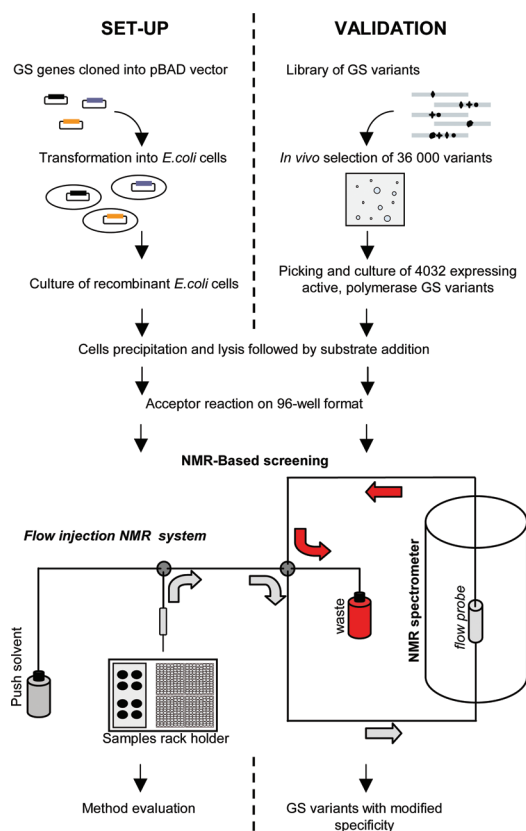 SET-UP
VALIDATION
GS genes cloned into pBAD vector
Library of GS variants
Transformation into E.coli cells
In vivo selection of 36 000 variants
Culture of recombinant E.coli cells
Picking and culture of 4032 expressing
active, polymerase GS variants
Cells precipitation and lysis followed by substrate addition
Acceptor reaction on 96-well format
NMR-Based screening
Flow injection NMR system
Push solvent
Samples rack holder
waste
NMR spectrometer
flow probe
Method evaluation
GS variants with modified
specificity